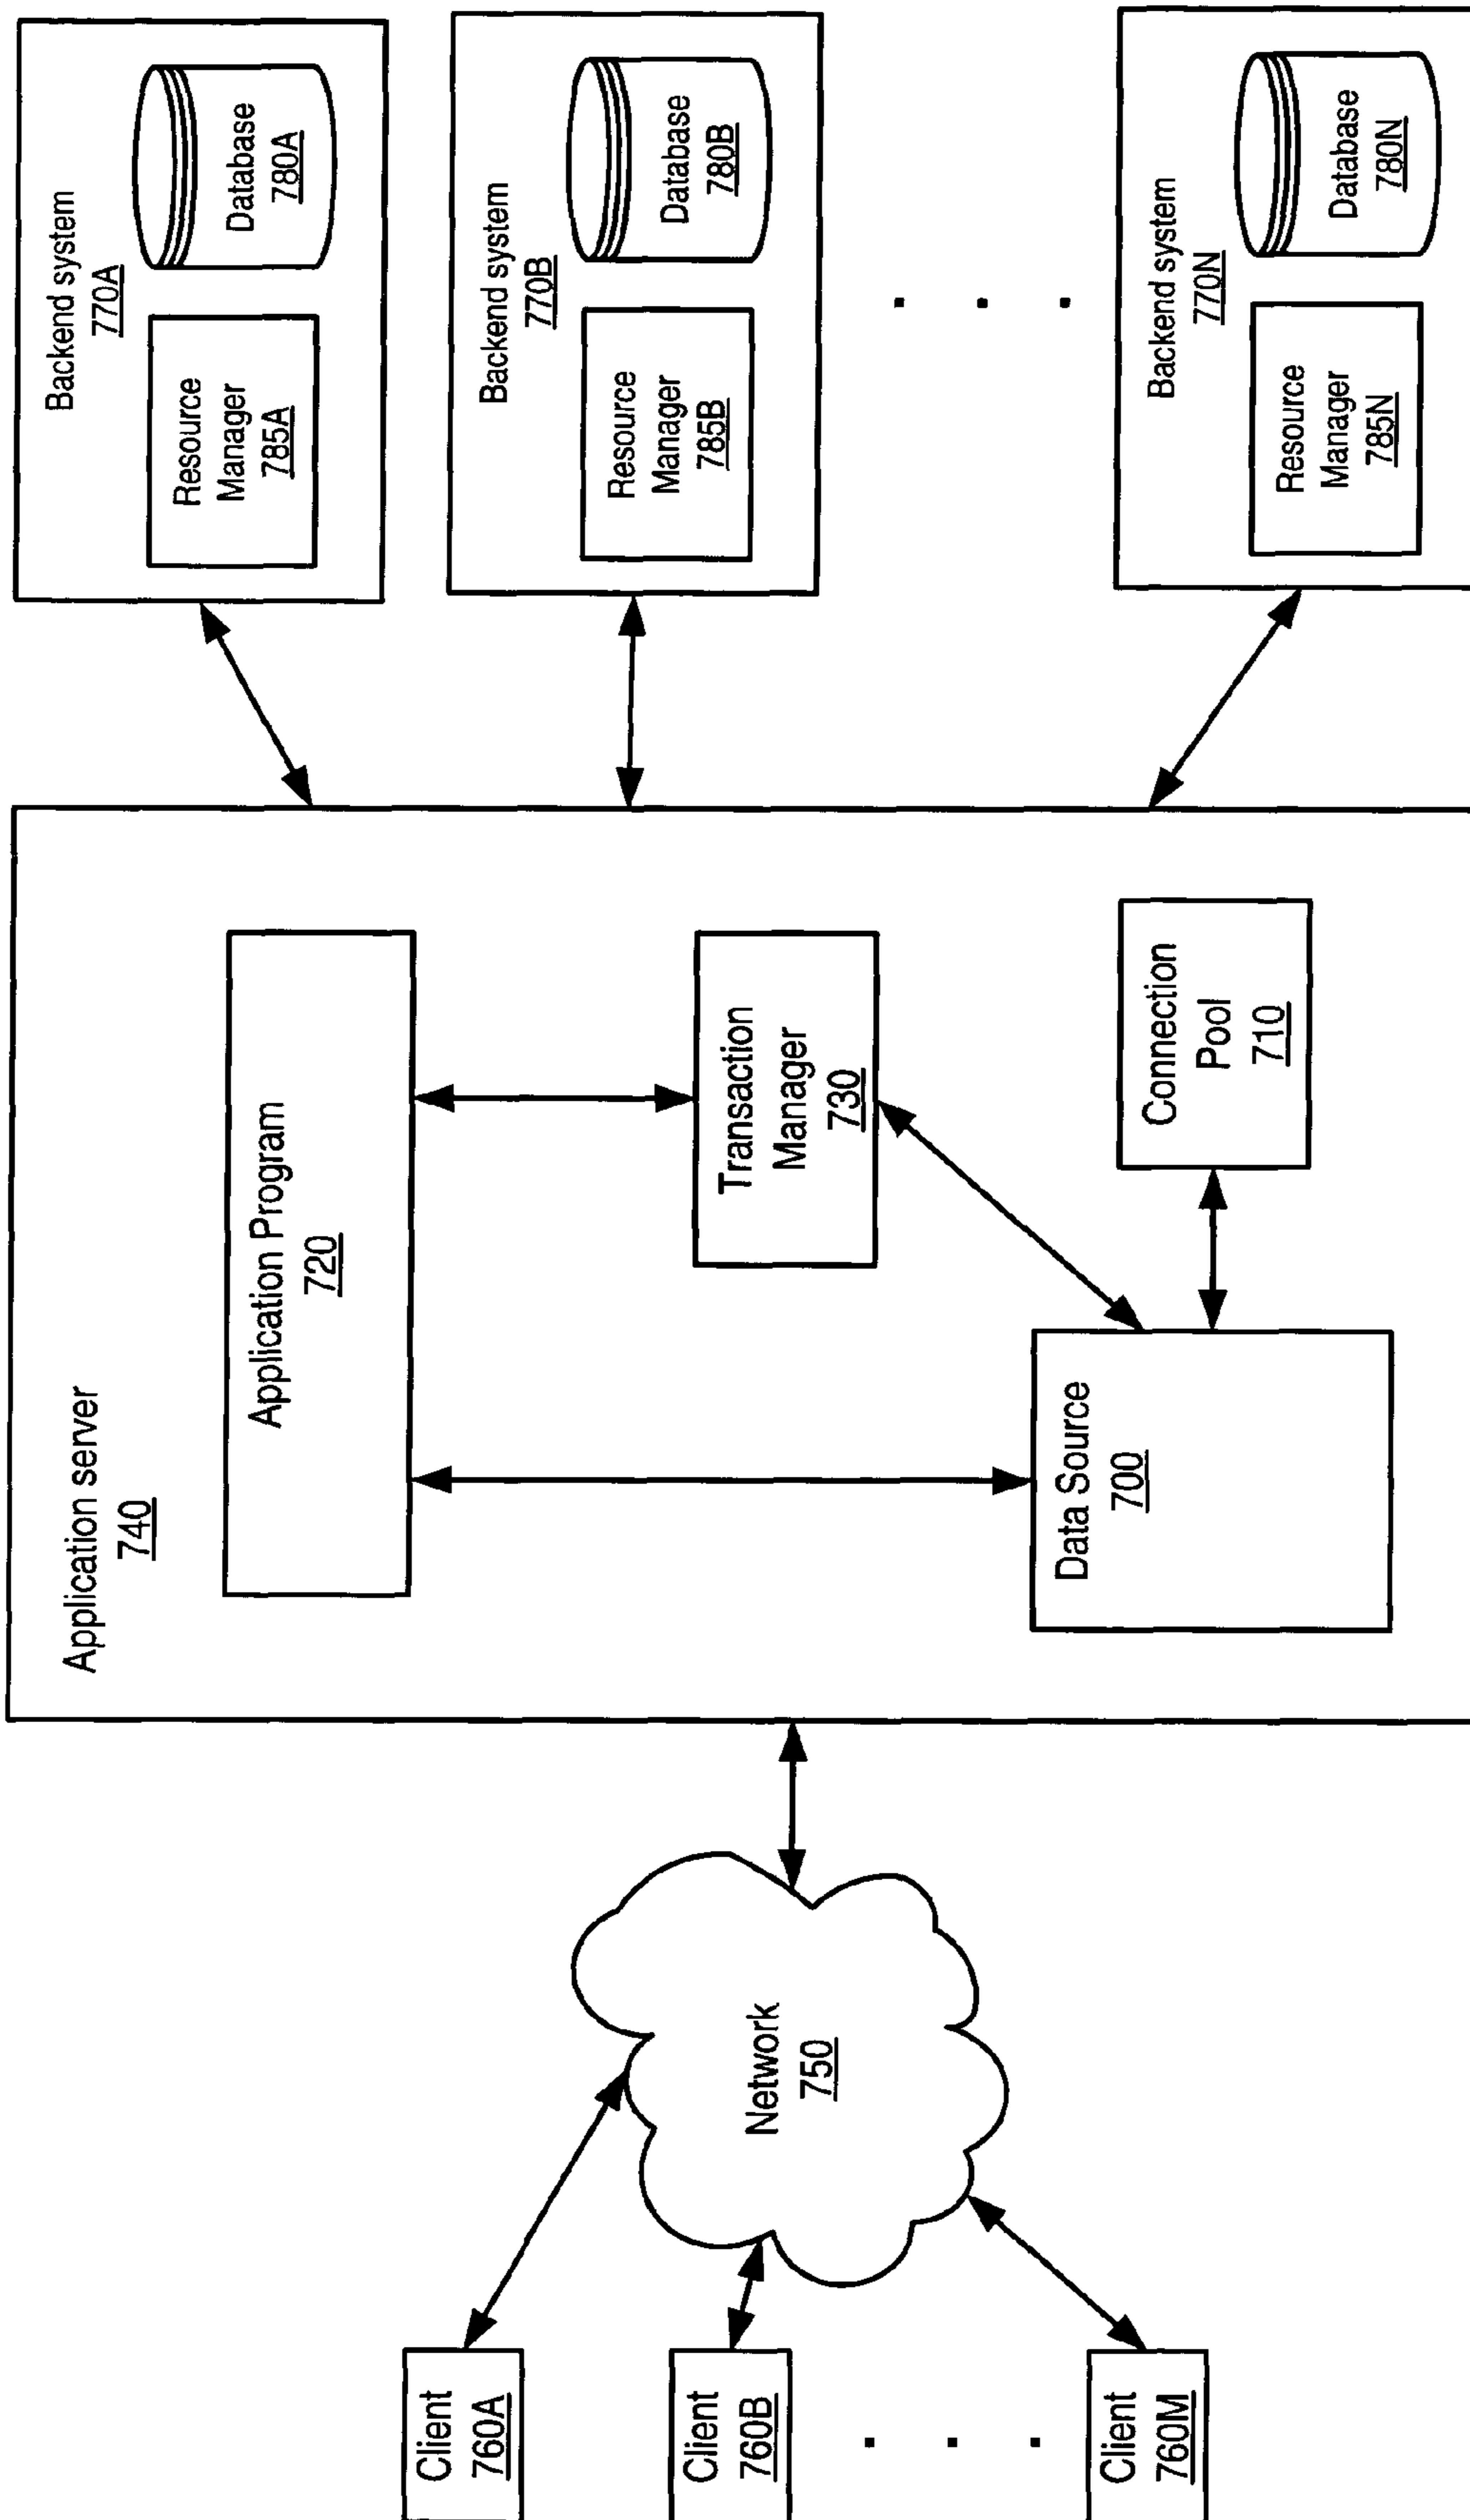 Client
760A
Client
760B
Client
760M
Network
750
Application server
740
Application Program
720
Transaction
Manager
730
Data Source
700
Connection
Pool
710
Backend system
770A
Resource
Manager
785A
Database
780A
Backend system
770B
Resource
Manager
785B
Database
780B
Backend system
770N
Resource
Manager
785N
Database
780N